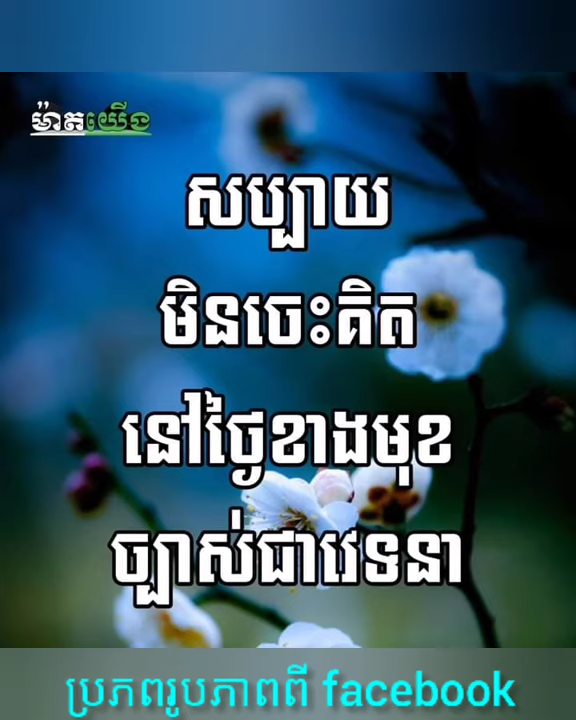 ម៉ាតយើង
សប្បាយ
មិនចេះគិត
នៅថ្ងៃខាងមុខ
ច្បាស់ជាវេទនា
ប្រភពរូបភាពពី facebook